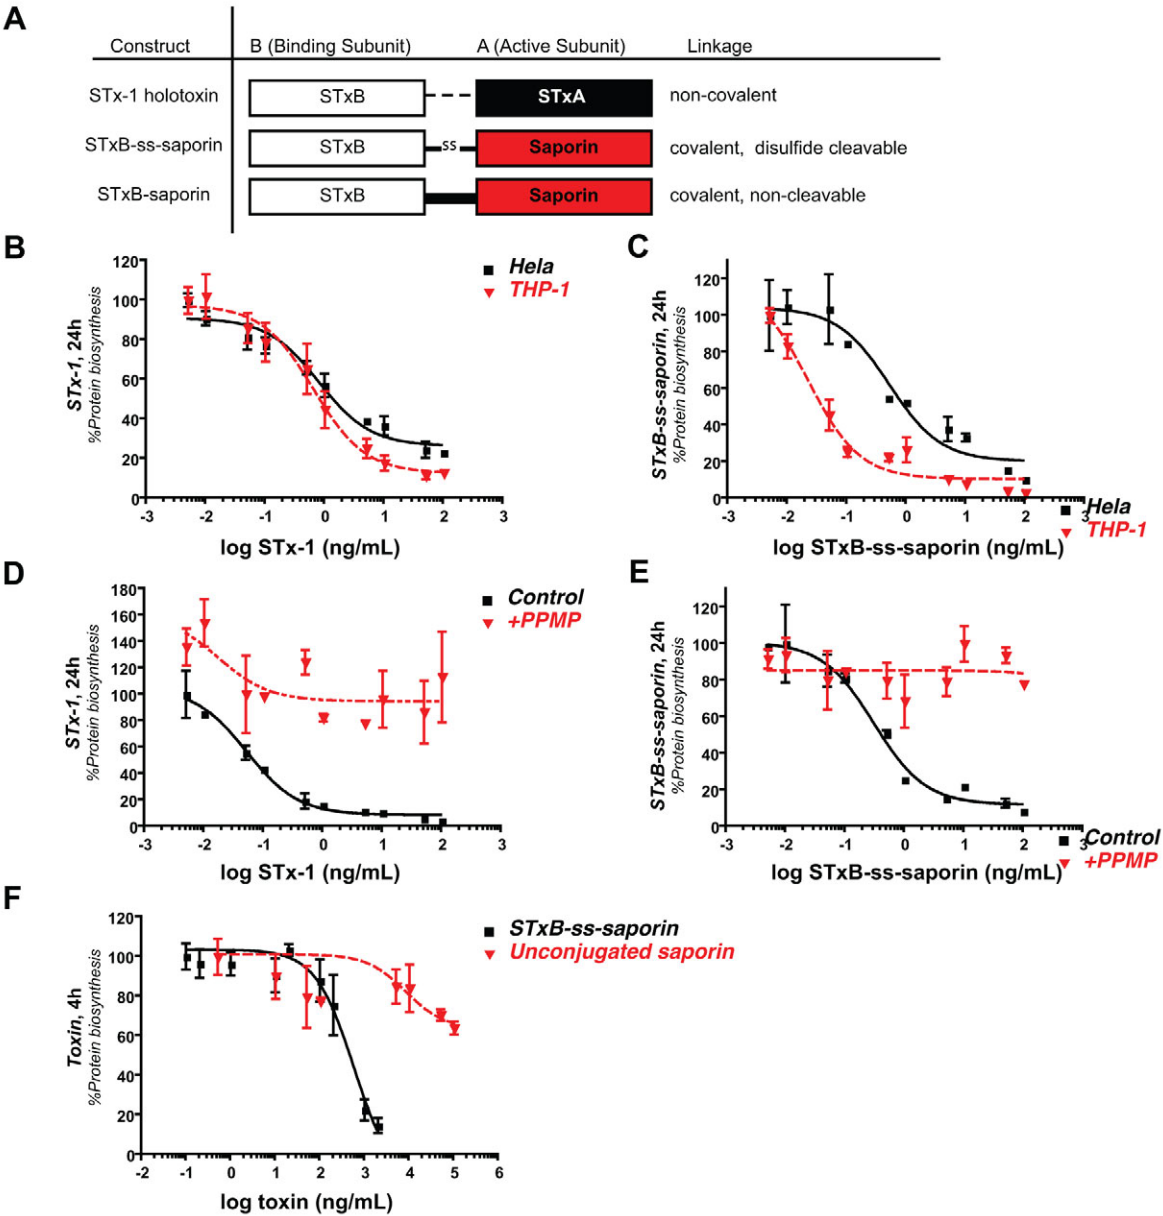 A
Construct B (Binding Subunit) A (Active Subunit) Linkage
STx-1 holotoxin STxB STxA non-covalent
STxB-ss-saporin STxB ss Saporin covalent, disulfide cleavable
STxB-saporin STxB Saporin covalent, non-cleavable
B
STx-1, 24h
%Protein biosynthesis
120
100
80
60
40
20
0
-3 -2 -1 0 1 2 3
log STx-1 (ng/mL)
Hela
THP-1
C
STxB-ss-saporin, 24h
%Protein biosynthesis
120
100
80
60
40
20
0
-3 -2 -1 0 1 2 3
log STxB-ss-saporin (ng/mL)
Hela
THP-1
D
STx-1, 24h
%Protein biosynthesis
180
160
140
120
100
80
60
40
20
0
-3 -2 -1 0 1 2 3
log STx-1 (ng/mL)
Control
+PPMP
E
STxB-ss-saporin, 24h
%Protein biosynthesis
120
100
80
60
40
20
0
-3 -2 -1 0 1 2 3
log STxB-ss-saporin (ng/mL)
Control
+PPMP
F
Toxin, 4h
%Protein biosynthesis
120
100
80
60
40
20
0
-2 -1 0 1 2 3 4 5 6
log toxin (ng/mL)
STxB-ss-saporin
Unconjugated saporin